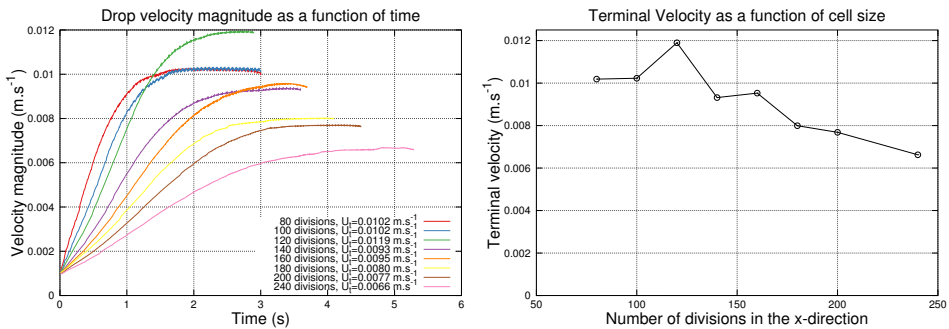 Drop velocity magnitude as a function of time
Velocity magnitude (m.s⁻¹)
0.012
0.01
0.008
0.006
0.004
0.002
0
80 divisions, Uₜ=0.0102 m.s⁻¹
100 divisions, Uₜ=0.0102 m.s⁻¹
120 divisions, Uₜ=0.0119 m.s⁻¹
140 divisions, Uₜ=0.0093 m.s⁻¹
160 divisions, Uₜ=0.0095 m.s⁻¹
180 divisions, Uₜ=0.0080 m.s⁻¹
200 divisions, Uₜ=0.0077 m.s⁻¹
240 divisions, Uₜ=0.0066 m.s⁻¹
0 1 2 3 4 5 6
Time (s)
Terminal Velocity as a function of cell size
Terminal velocity (m.s⁻¹)
0.012
0.01
0.008
0.006
0.004
0.002
0
50 100 150 200 250
Number of divisions in the x-direction